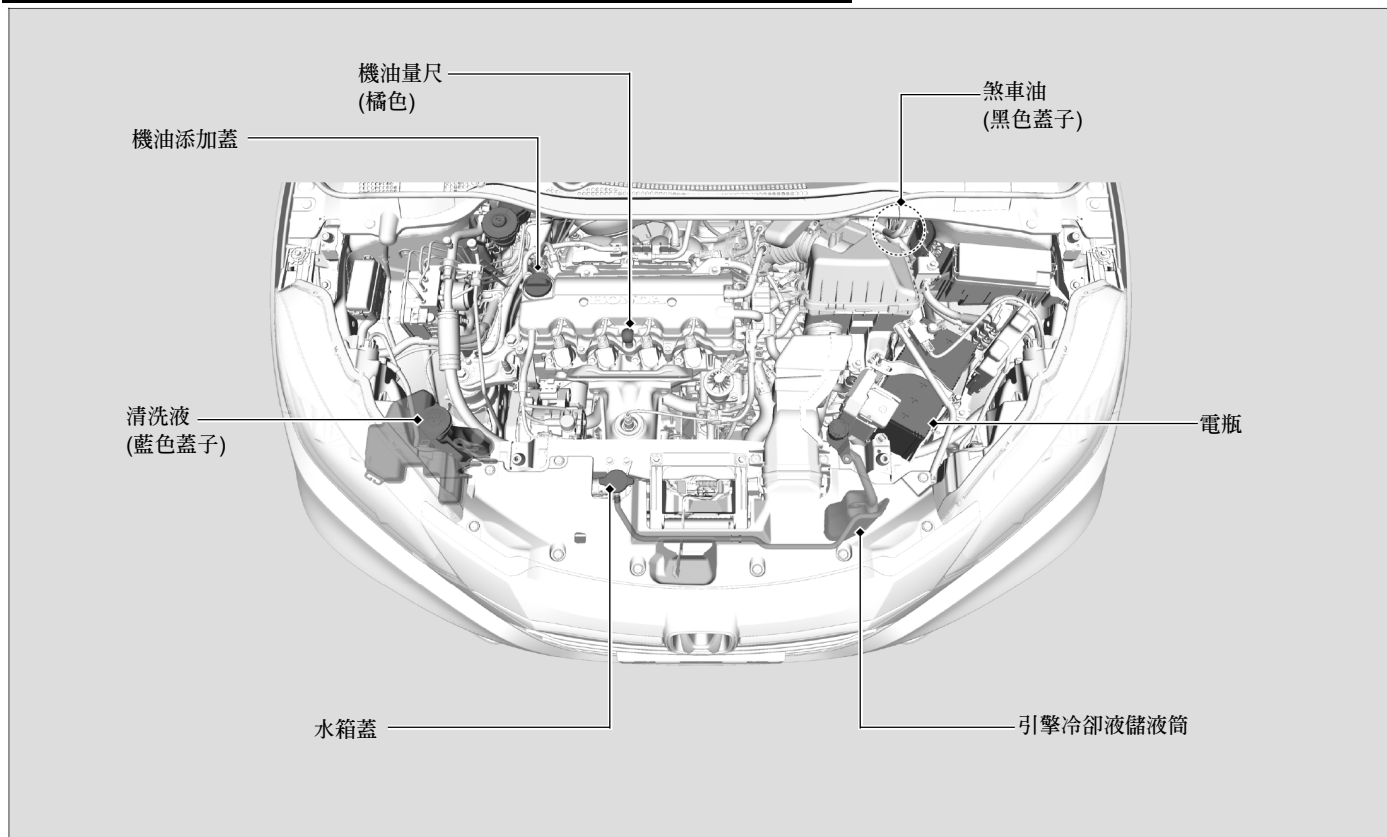 機油量尺
(橘色)
煞車油
(黑色蓋子)
機油添加蓋
HONDA
清洗液
(藍色蓋子)
電瓶
水箱蓋
引擎冷卻液儲液筒